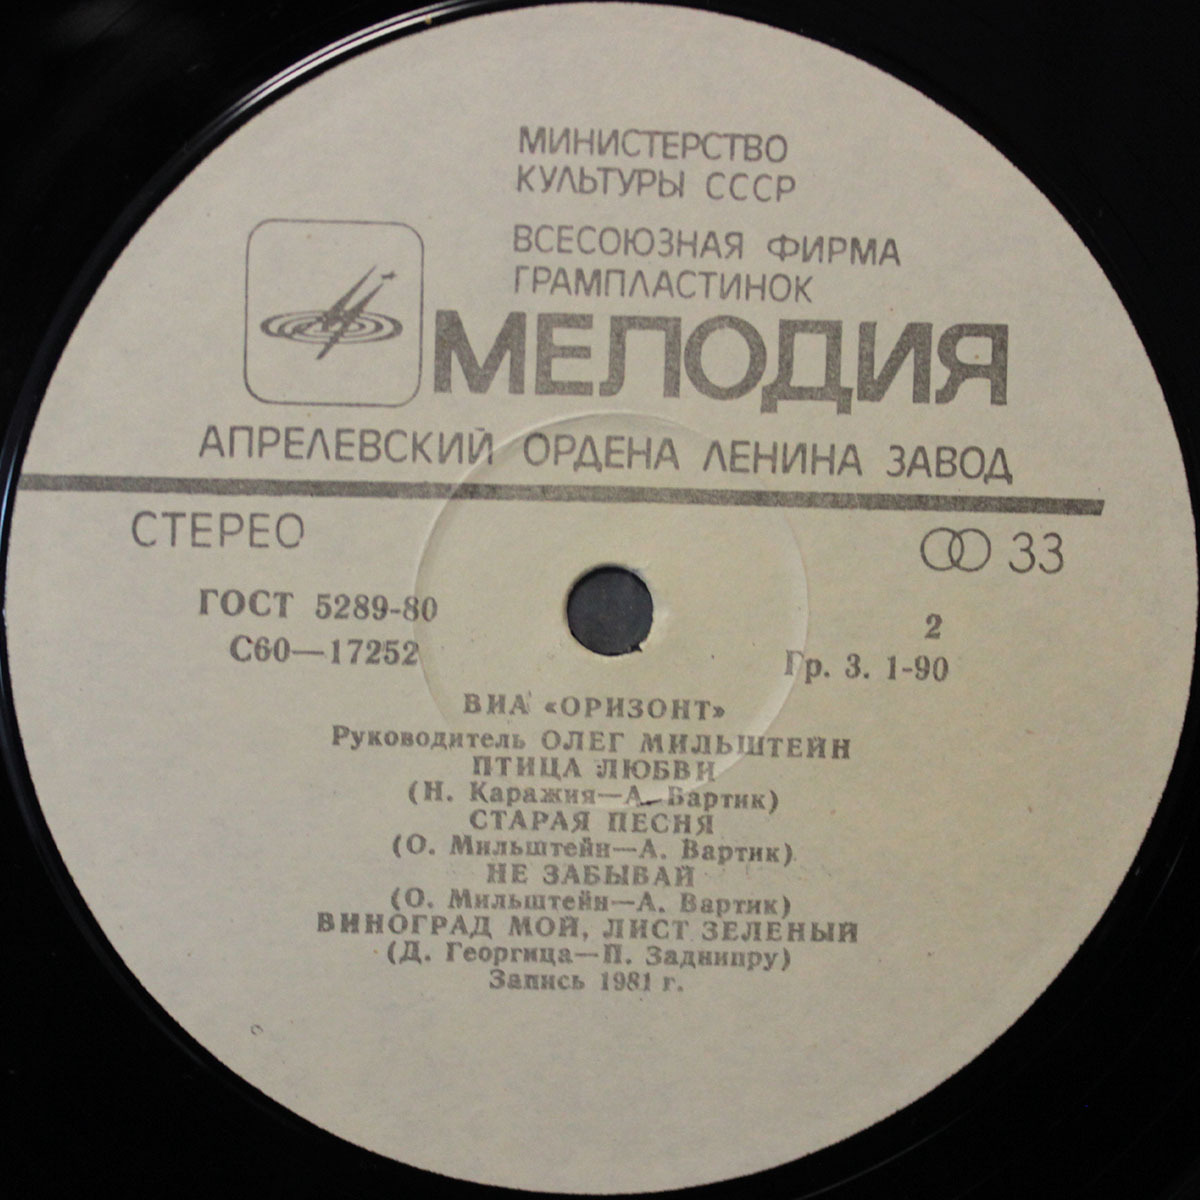 МИНИСТЕРСТВО
КУЛЬТУРЫ СССР
ВСЕСОЮЗНАЯ ФИРМА
ГРАМПЛАСТИНОК
МЕЛОДИЯ
АПРЕЛЕВСКИЙ ОРДЕНА ЛЕНИНА ЗАВОД
СТЕРЕО
33
ГОСТ 5289-80
С60—17252
2
Гр. 3. 1-90
ВИА «ОРИЗОНТ»
Руководитель ОЛЕГ МИЛЬШТЕЙН
ПТИЦА ЛЮБВИ
(Н. Каражия—А. Вартик)
СТАРАЯ ПЕСНЯ
(О. Мильштейн—А. Вартик)
НЕ ЗАБЫВАЙ
(О. Мильштейн—А. Вартик)
ВИНОГРАД МОЙ, ЛИСТ ЗЕЛЕНЫЙ
(Д. Георгица—П. Заднипру)
Запись 1981 г.